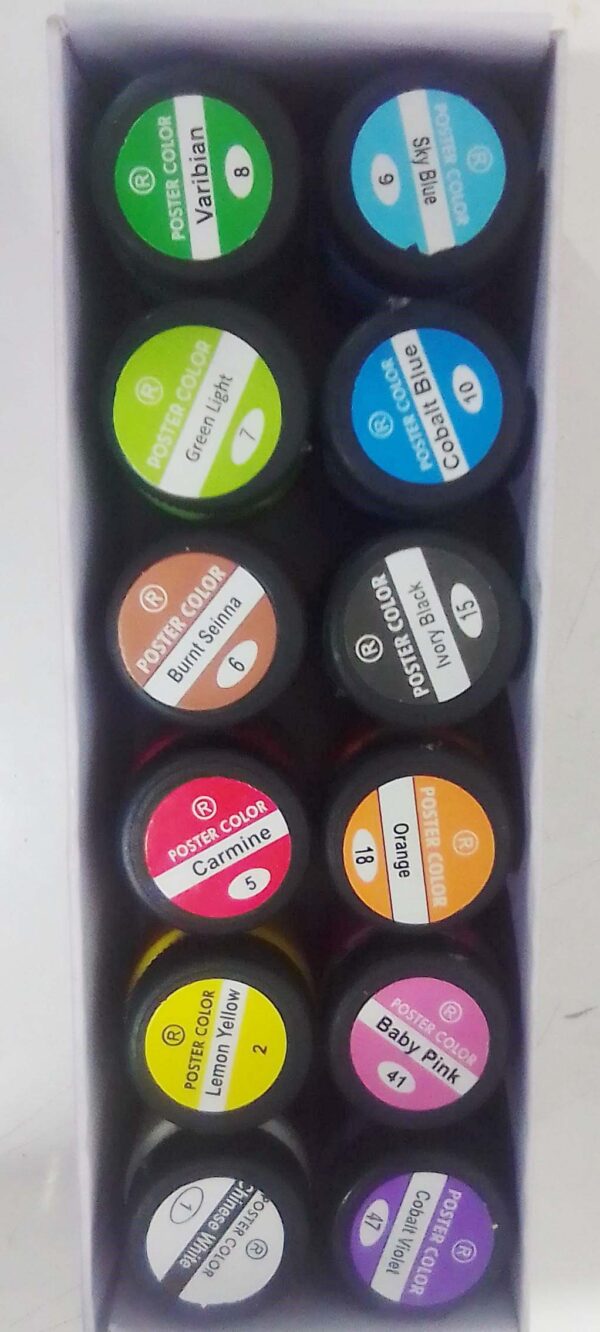 ®
POSTER COLOR
Varibian
8
®
POSTER COLOR
Sky Blue
9
®
POSTER COLOR
Green Light
7
®
POSTER COLOR
Cobalt Blue
10
®
POSTER COLOR
Burnt Seinna
6
®
POSTER COLOR
Ivory Black
15
®
POSTER COLOR
Carmine
5
®
POSTER COLOR
Orange
18
®
POSTER COLOR
Lemon Yellow
2
®
POSTER COLOR
Baby Pink
41
®
POSTER COLOR
Chinese White
1
®
POSTER COLOR
Cobalt Violet
47